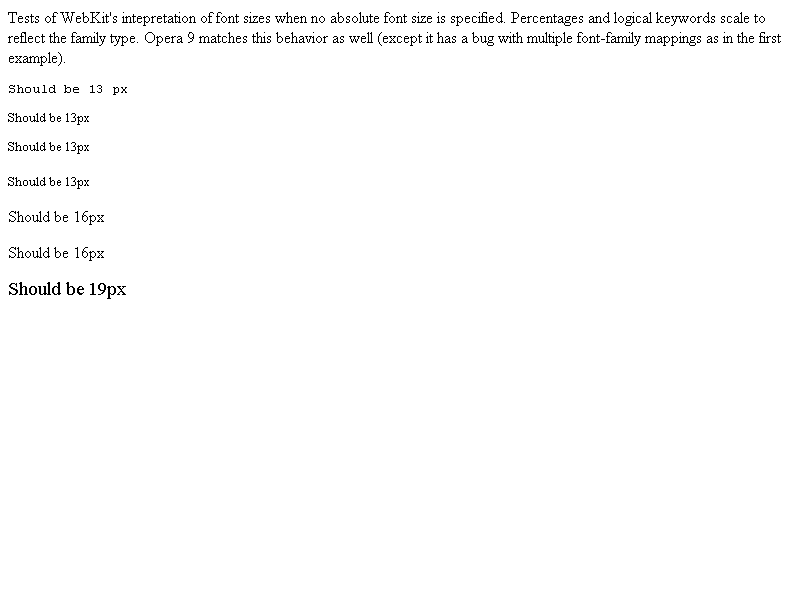 Tests of WebKit's intepretation of font sizes when no absolute font size is specified. Percentages and logical keywords scale to
reflect the family type. Opera 9 matches this behavior as well (except it has a bug with multiple font-family mappings as in the first
example).
Should be 13 px
Should be 13px
Should be 13px
Should be 13px
Should be 16px
Should be 16px
Should be 19px